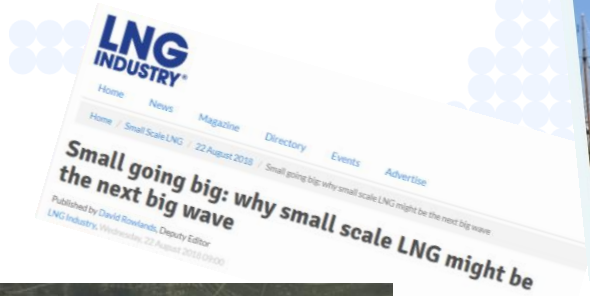 LNG
INDUSTRY®
Home News Magazine Directory Events Advertise
Home / Small Scale LNG / 22 August 2018 / Small going big: why small scale LNG might be the next big wave
Small going big: why small scale LNG might be
the next big wave
Published by David Rowlands, Deputy Editor
LNG Industry, Wednesday, 22 August 2018 09:00